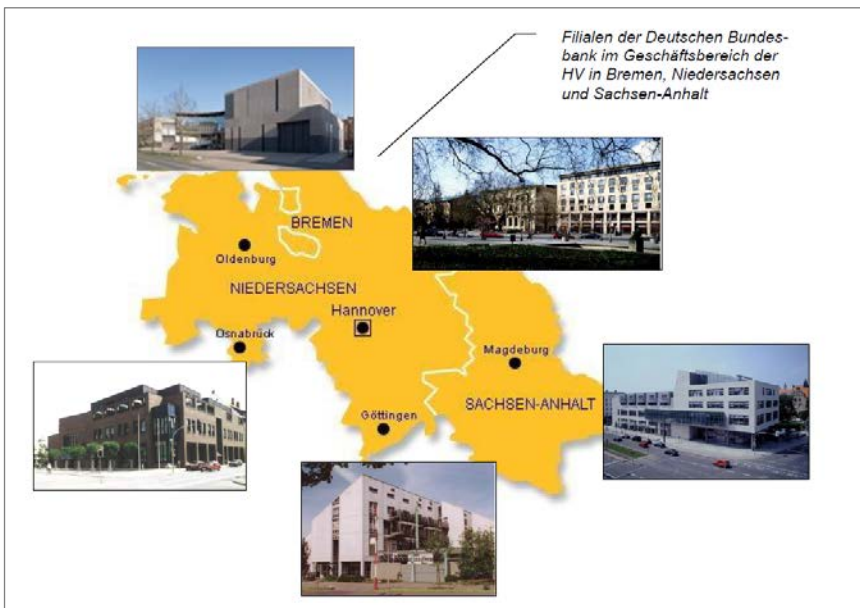 Filialen der Deutschen Bundes-
bank im Geschäftsbereich der
HV in Bremen, Niedersachsen
und Sachsen-Anhalt
BREMEN
Oldenburg
NIEDERSACHSEN
Hannover
Osnabrück
Magdeburg
SACHSEN-ANHALT
Göttingen